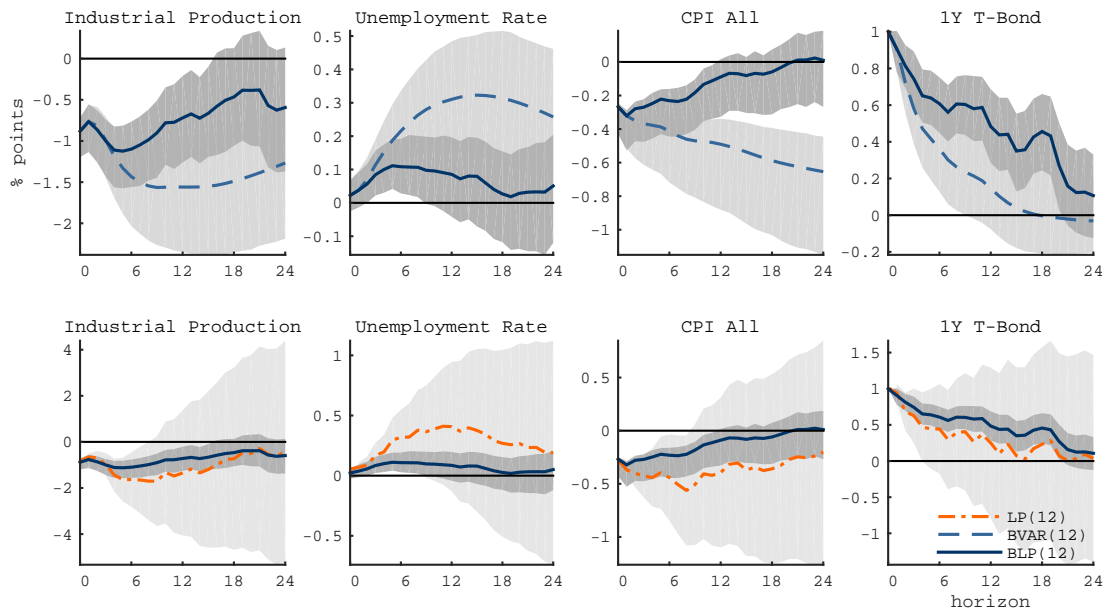 Industrial Production
Unemployment Rate
CPI All
1Y T-Bond
% points
0
-0.5
-1
-1.5
-2
0 6 12 18 24
0.5
0.4
0.3
0.2
0.1
0
-0.1
0 6 12 18 24
0
-0.2
-0.4
-0.6
-0.8
-1
0 6 12 18 24
1
0.8
0.6
0.4
0.2
0
-0.2
0 6 12 18 24
Industrial Production
Unemployment Rate
CPI All
1Y T-Bond
4
2
0
-2
-4
0 6 12 18 24
1
0.5
0
-0.5
0 6 12 18 24
0.5
0
-0.5
-1
0 6 12 18 24
1.5
1
0.5
0
-0.5
-1
0 6 12 18 24
LP(12)
BVAR(12)
BLP(12)
horizon